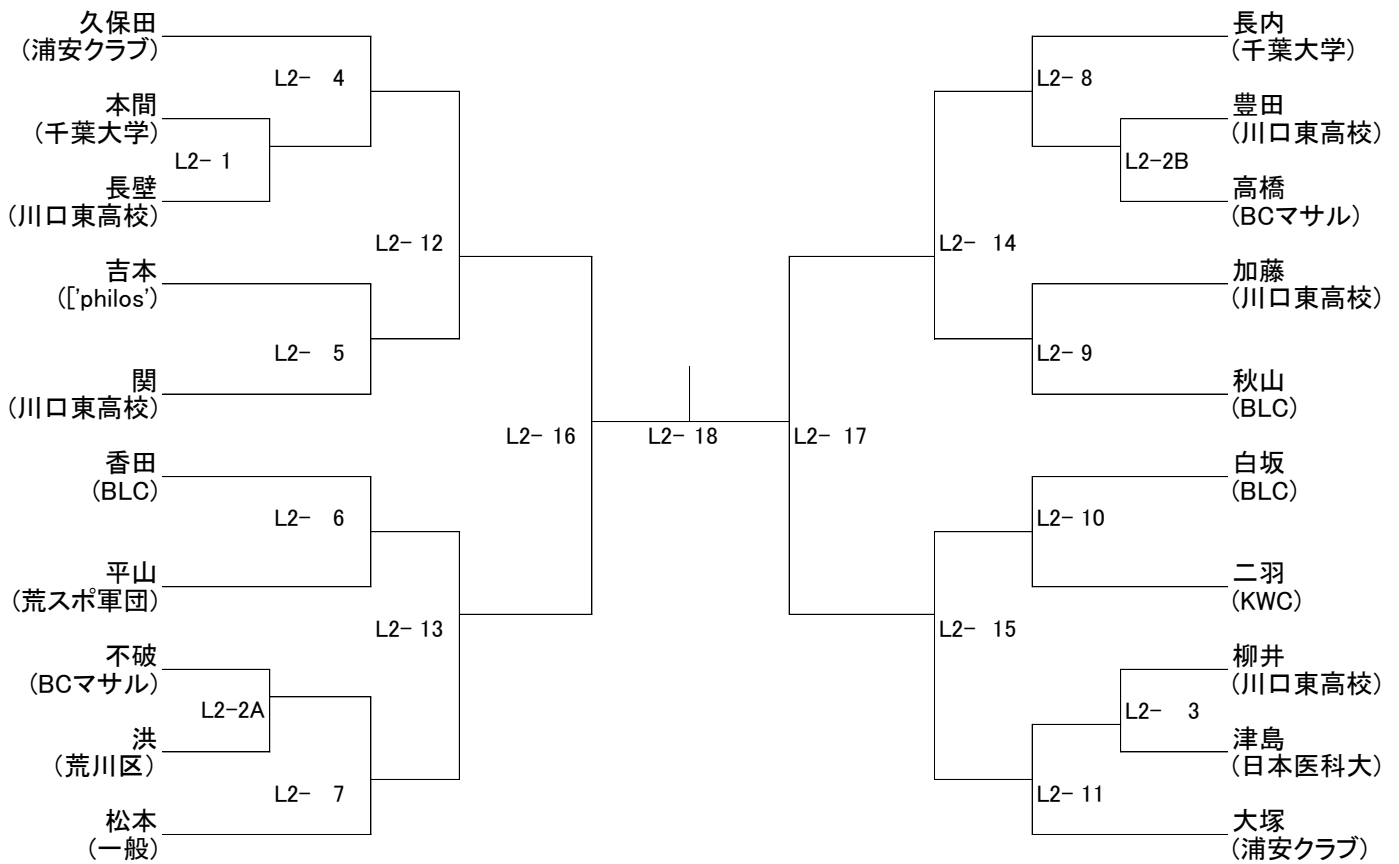 久保田
(浦安クラブ)
L2- 4
本間
(千葉大学)
L2- 1
長壁
(川口東高校)
L2- 12
吉本
(['philos')
L2- 5
関
(川口東高校)
L2- 16
香田
(BLC)
L2- 6
平山
(荒スポ軍団)
L2- 13
不破
(BCマサル)
L2-2A
洪
(荒川区)
L2- 7
松本
(一般)
L2- 18
長内
(千葉大学)
L2- 8
豊田
(川口東高校)
L2-2B
高橋
(BCマサル)
L2- 14
加藤
(川口東高校)
L2- 9
秋山
(BLC)
L2- 17
白坂
(BLC)
L2- 10
二羽
(KWC)
L2- 15
柳井
(川口東高校)
L2- 3
津島
(日本医科大)
L2- 11
大塚
(浦安クラブ)